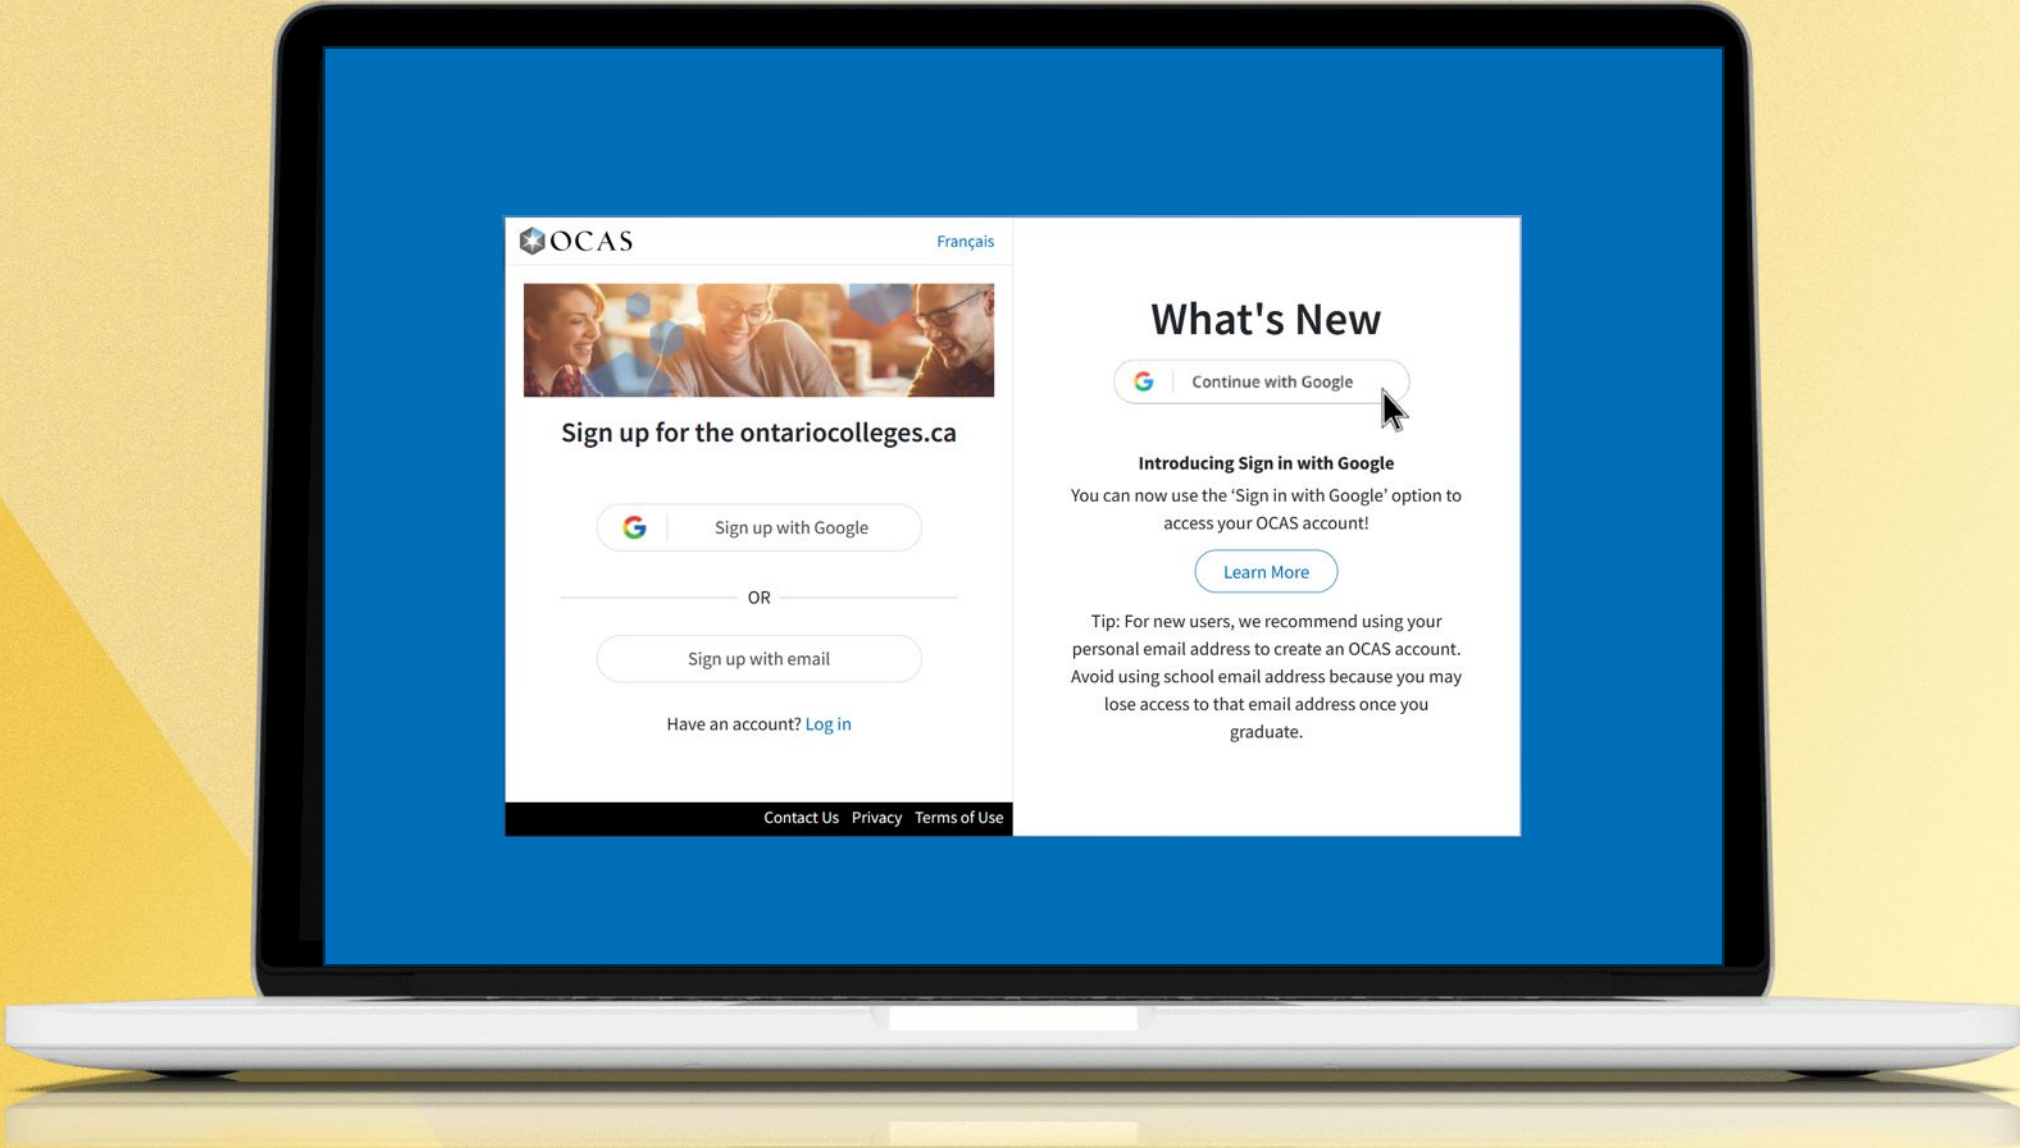 OCAS
Français
Sign up for the ontariocolleges.ca
Sign up with Google
OR
Sign up with email
Have an account? Log in
Contact Us Privacy Terms of Use
What's New
Continue with Google
Introducing Sign in with Google
You can now use the ‘Sign in with Google’ option to
access your OCAS account!
Learn More
Tip: For new users, we recommend using your
personal email address to create an OCAS account.
Avoid using school email address because you may
lose access to that email address once you
graduate.